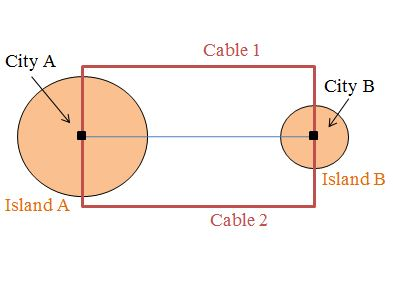 Cable 1
City A
City B
Island A
Island B
Cable 2